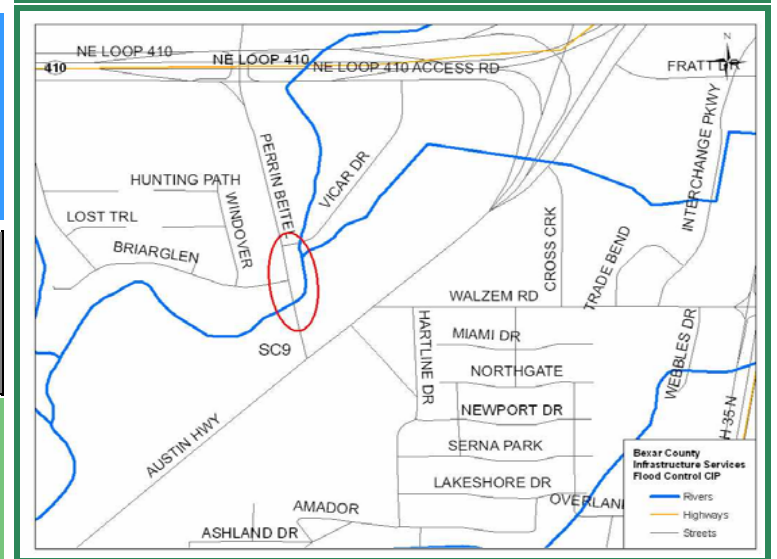 NE LOOP 410
NE LOOP 410
NE LOOP 410 ACCESS RD
410
N
FRATT DR
INTERCHANGE PKWY
PERRIN BEITEL
VICAR DR
HUNTING PATH
WINDOVER
LOST TRL
BRIARGLEN
CROSS CRK
TRADE BEND
WALZEM RD
SC9
HARTLINE DR
MIAMI DR
WEBBLES DR
NORTHGATE
NEWPORT DR
IH 35 N
AUSTIN HWY
SERNA PARK
LAKESHORE DR
OVERLAN
AMADOR
ASHLAND DR
Bexar County
Infrastructure Services
Flood Control CIP
Rivers
Highways
Streets